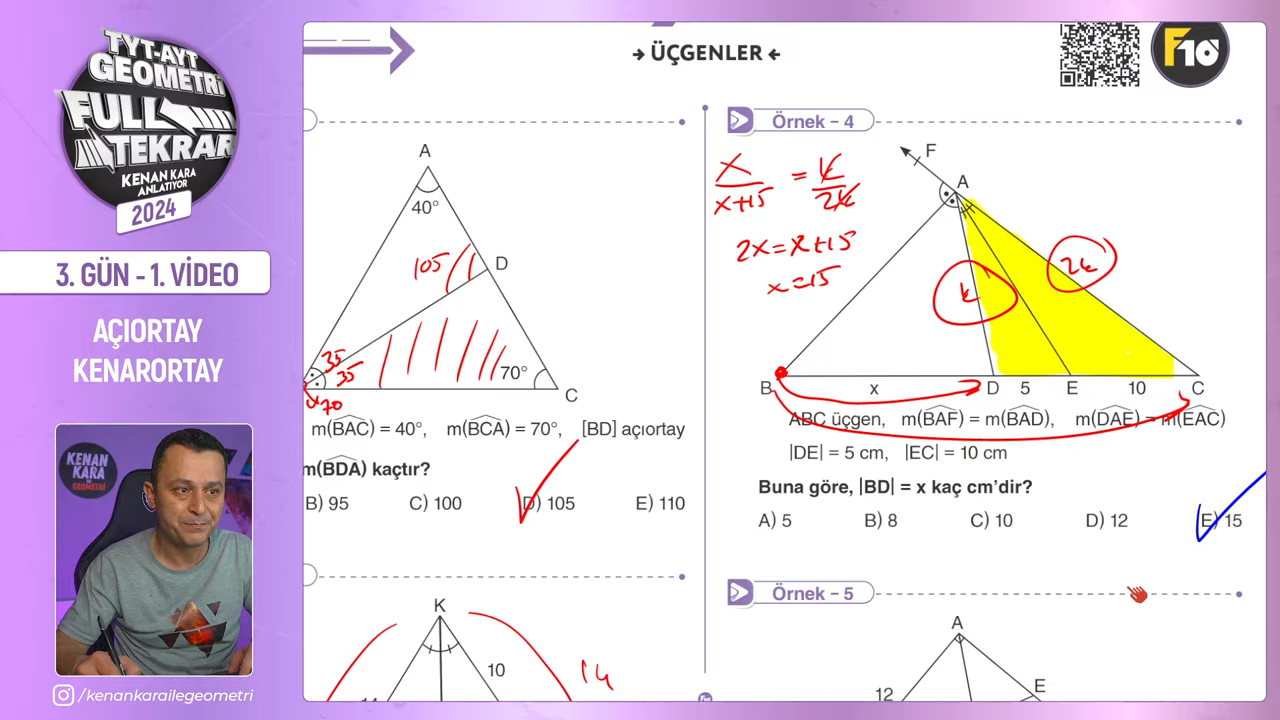 TYT-AYT
GEOMETRİ
FULL
TEKRAR
KENAN KARA
ANLATIYOR
2024
3. GÜN - 1. VİDEO
AÇIORTAY
KENARORTAY
KENAN
KARA
GEOMETRİ
/kenankarailegeometri
ÜÇGENLER
F10
A
40°
105
D
35
35
70
70°
C
m(BAC) = 40°, m(BCA) = 70°, [BD] açıortay
m(BDA) kaçtır?
B) 95 C) 100 D) 105 E) 110
K
10
14
Örnek – 4
x/x+15 = k/2k
2x=x+15
x=15
F
A
k
2k
B x D 5 E 10 C
ABC üçgen, m(BAF) = m(BAD), m(DAE) = m(EAC)
|DE| = 5 cm, |EC| = 10 cm
Buna göre, |BD| = x kaç cm'dir?
A) 5 B) 8 C) 10 D) 12 E) 15
Örnek – 5
A
12
E